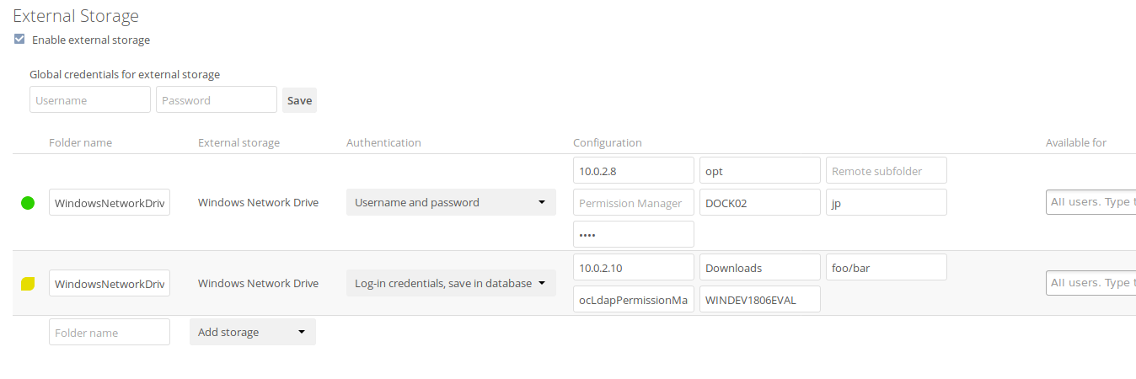 External Storage
Enable external storage
Global credentials for external storage
Username Password Save
Folder name External storage Authentication Configuration Available for
10.0.2.8 opt Remote subfolder
WindowsNetworkDriv Windows Network Drive Username and password Permission Manager DOCK02 jp All users. Type t
••••
10.0.2.10 Downloads foo/bar
WindowsNetworkDriv Windows Network Drive Log-in credentials, save in database All users. Type t
ocLdapPermissionMa WINDEV1806EVAL
Folder name Add storage